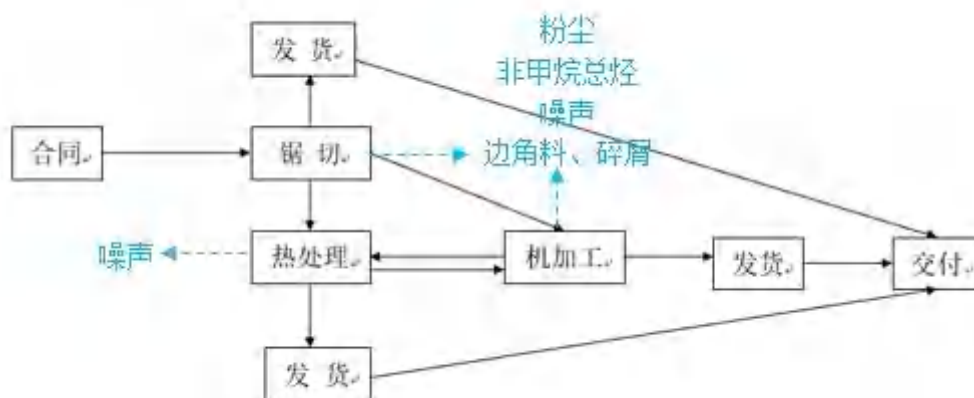 发 货
粉尘
非甲烷总烃
噪声
合同
锯 切
边角料、碎屑
噪声
热处理
机加工
发货
交付
发 货